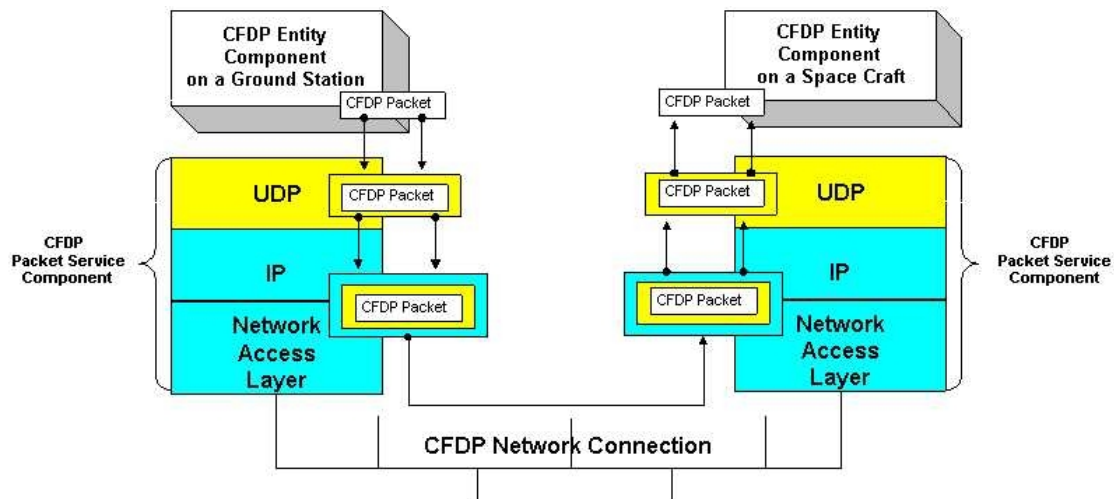 CFDP Entity
Component
on a Ground Station
CFDP Packet
UDP
CFDP Packet
IP
CFDP Packet
Network
Access
Layer
CFDP
Packet Service
Component
CFDP Entity
Component
on a Space Craft
CFDP Packet
CFDP Packet
UDP
CFDP Packet
IP
Network
Access
Layer
CFDP
Packet Service
Component
CFDP Network Connection